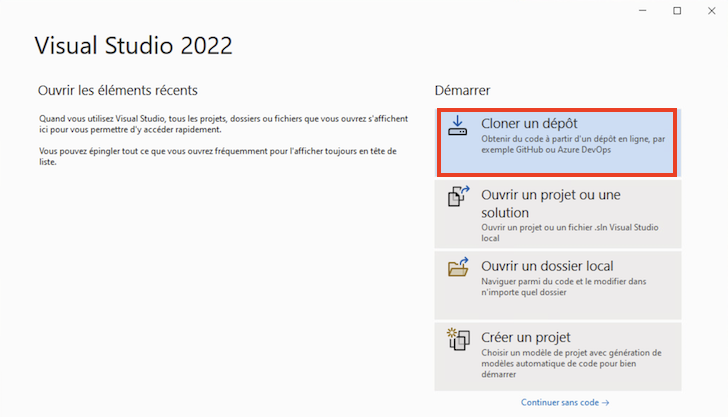 Visual Studio 2022
Ouvrir les éléments récents
Quand vous utilisez Visual Studio, tous les projets, dossiers ou fichiers que vous ouvrez s'affichent
ici pour vous permettre d'y accéder rapidement.
Vous pouvez épingler tout ce que vous ouvrez fréquemment pour l'afficher toujours en tête de
liste.
Démarrer
Cloner un dépôt
Obtenir du code à partir d'un dépôt en ligne, par
exemple GitHub ou Azure DevOps
Ouvrir un projet ou une
solution
Ouvrir un projet ou un fichier .sln Visual Studio
local
Ouvrir un dossier local
Naviguer parmi du code et le modifier dans
n'importe quel dossier
Créer un projet
Choisir un modèle de projet avec génération de
modèles automatique de code pour bien
démarrer
Continuer sans code →